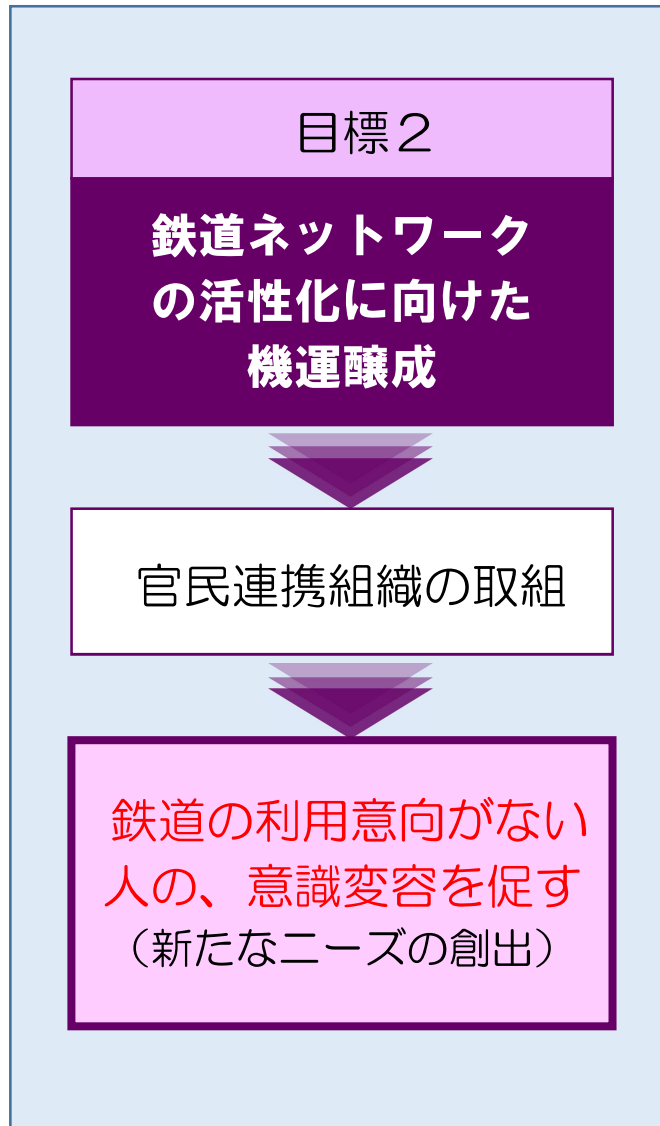 目標２
鉄道ネットワーク
の活性化に向けた
機運醸成
官民連携組織の取組
鉄道の利用意向がない
人の、意識変容を促す
（新たなニーズの創出）